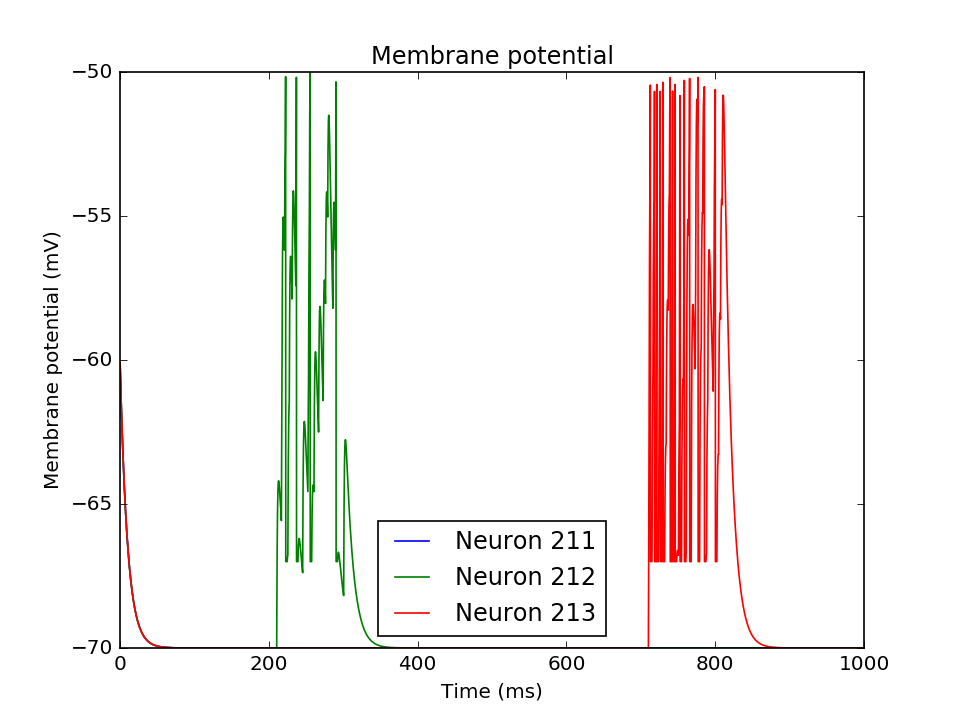 Membrane potential
−50
−55
−60
−65
−70
Membrane potential (mV)
Neuron 211
Neuron 212
Neuron 213
0 200 400 600 800 1000
Time (ms)